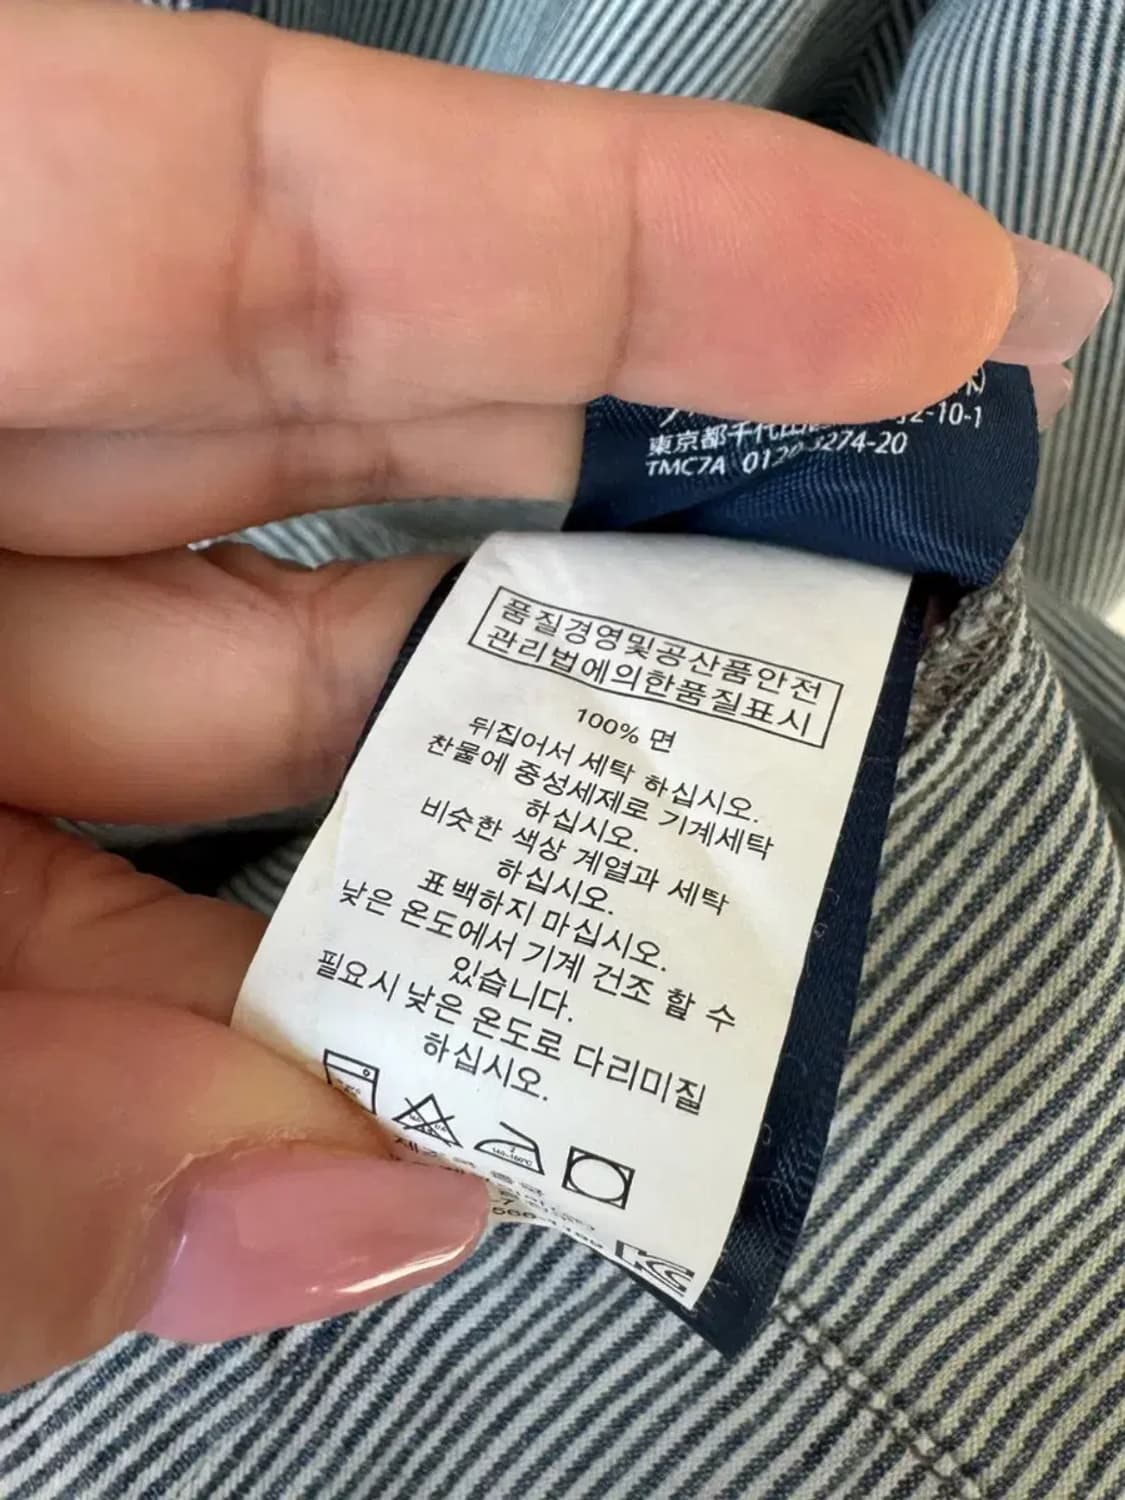 2-10-1
東京都千代
3274-20
TMC7A
품질경영및공산품안전
관리법에의한품질표시
100% 면
뒤집어서 세탁 하십시오.
찬물에 중성세제로 기계세탁
하십시오.
비슷한 색상 계열과 세탁
하십시오.
표백하지 마십시오.
낮은 온도에서 기계 건조 할 수
있습니다.
필요시 낮은 온도로 다리미질
하십시오.